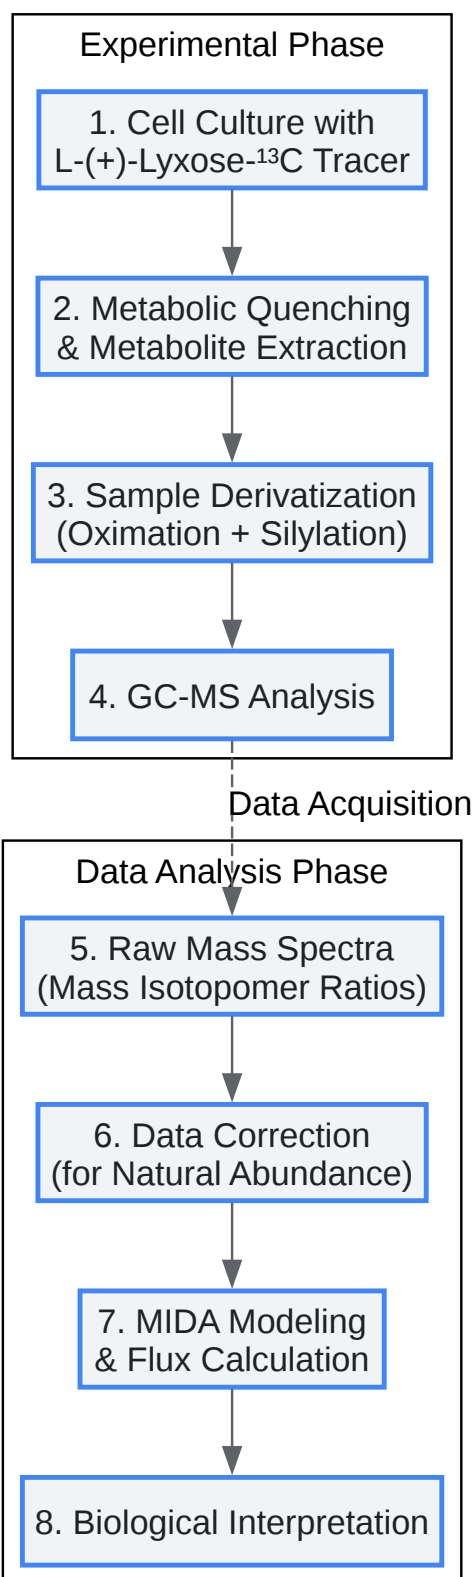 Experimental Phase
1. Cell Culture with
L-(+)-Lyxose-¹³C Tracer
2. Metabolic Quenching
& Metabolite Extraction
3. Sample Derivatization
(Oximation + Silylation)
4. GC-MS Analysis
Data Acquisition
Data Analysis Phase
5. Raw Mass Spectra
(Mass Isotopomer Ratios)
6. Data Correction
(for Natural Abundance)
7. MIDA Modeling
& Flux Calculation
8. Biological Interpretation